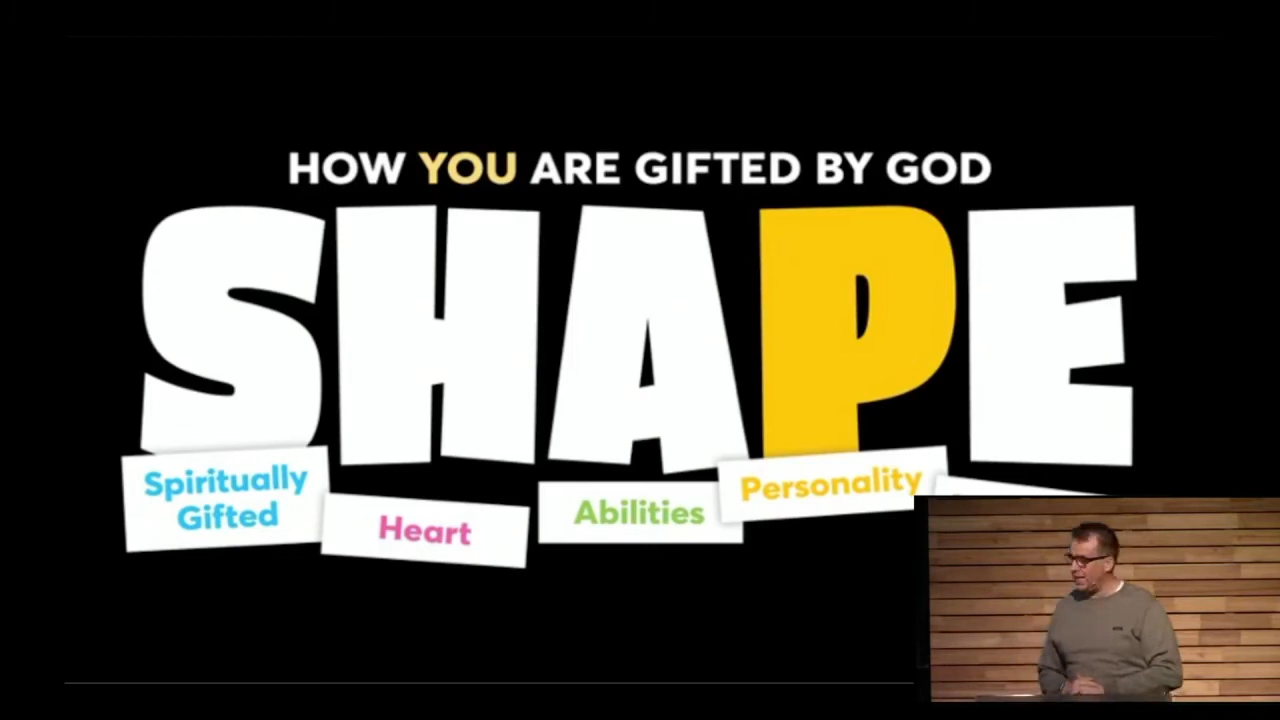 HOW YOU ARE GIFTED BY GOD
SHAPE
Spiritually
Gifted
Heart
Abilities
Personality